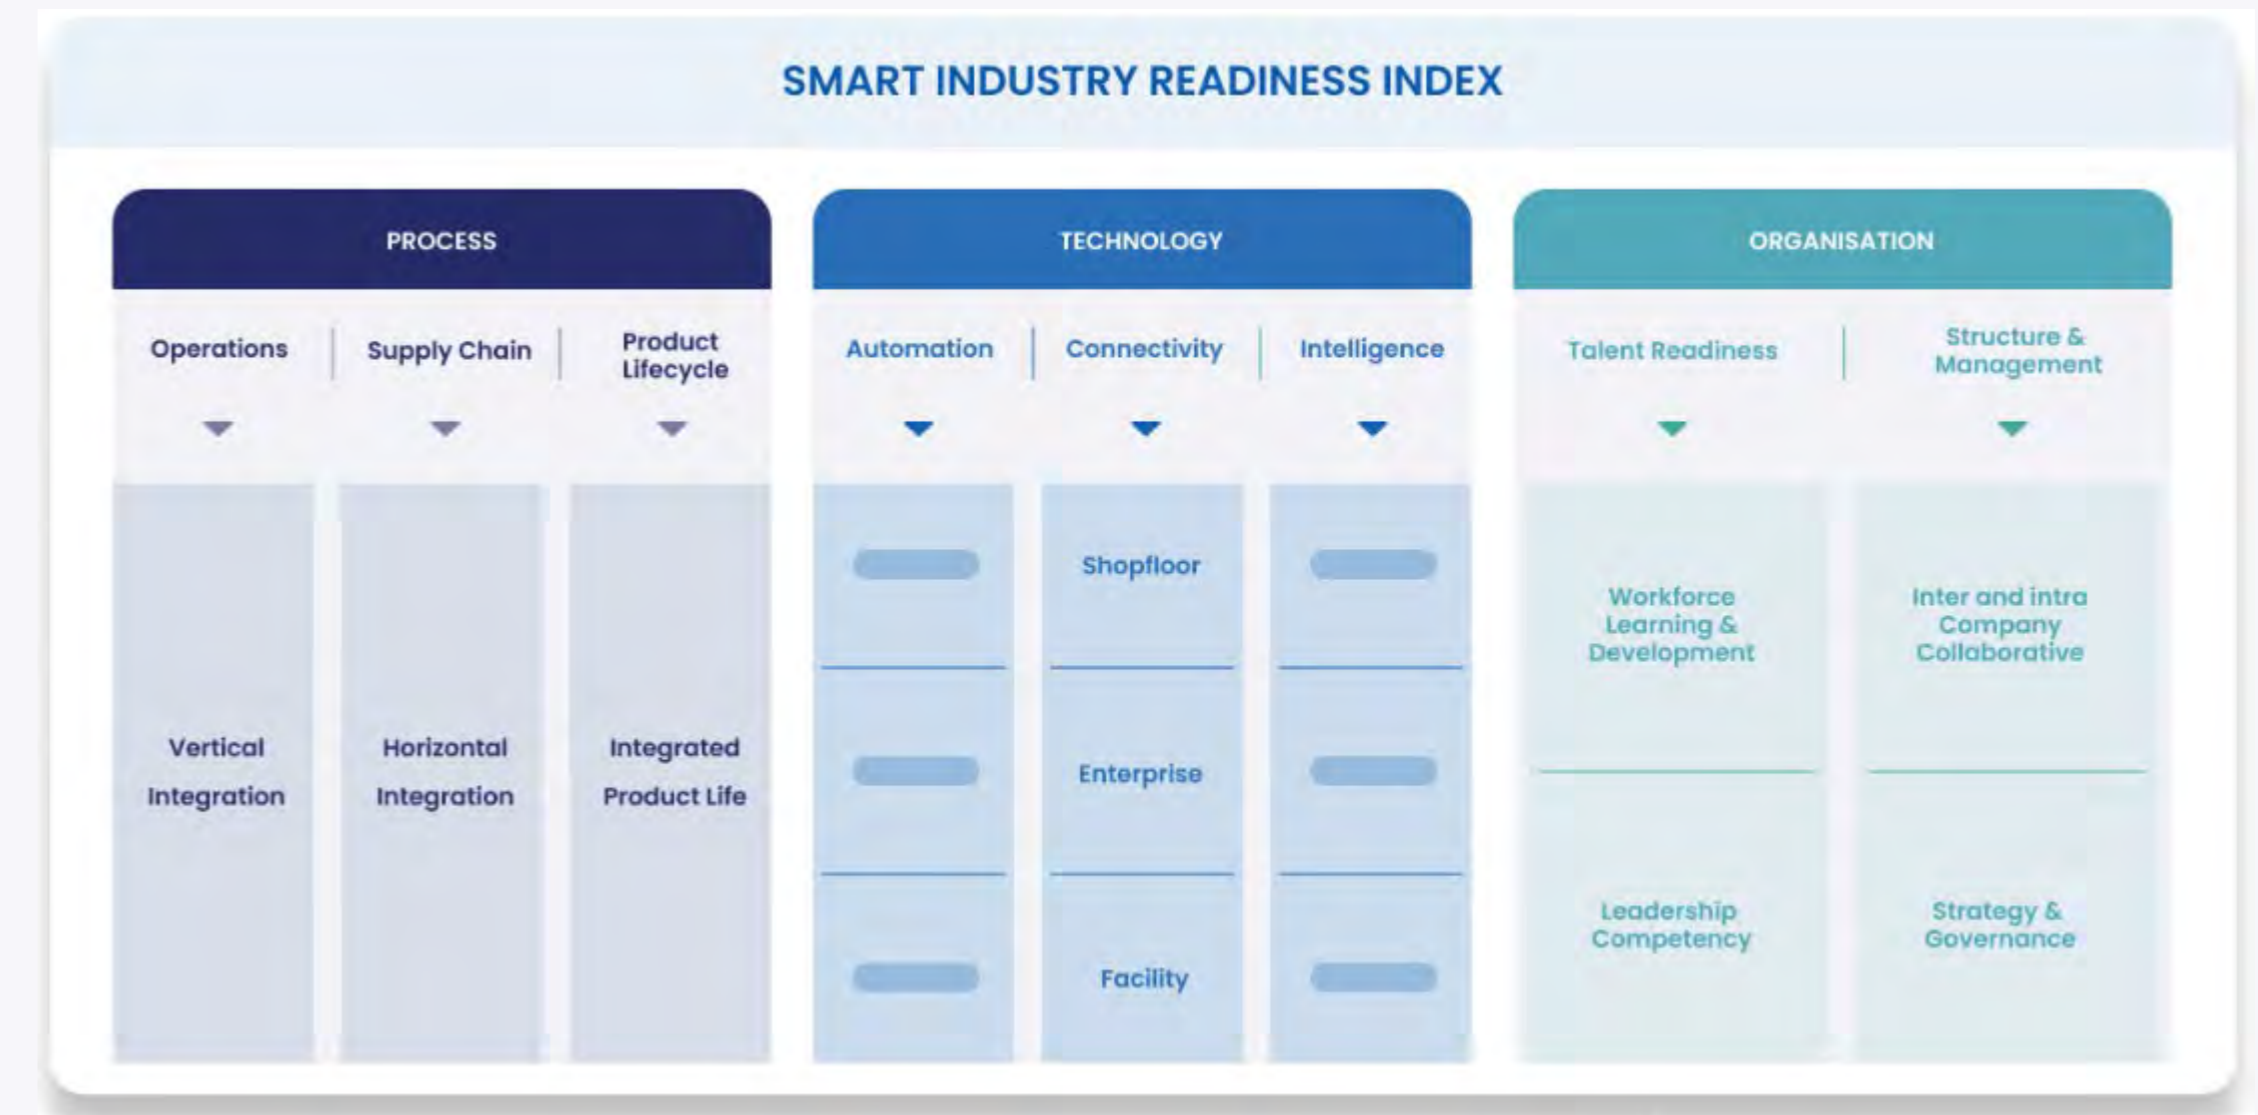 SMART INDUSTRY READINESS INDEX
PROCESS
Operations
Supply Chain
Product
Lifecycle
Vertical
Integration
Horizontal
Integration
Integrated
Product Life
TECHNOLOGY
Automation
Connectivity
Intelligence
Shopfloor
Enterprise
Facility
ORGANISATION
Talent Readiness
Structure &
Management
Workforce
Learning &
Development
Inter and intra
Company
Collaborative
Leadership
Competency
Strategy &
Governance